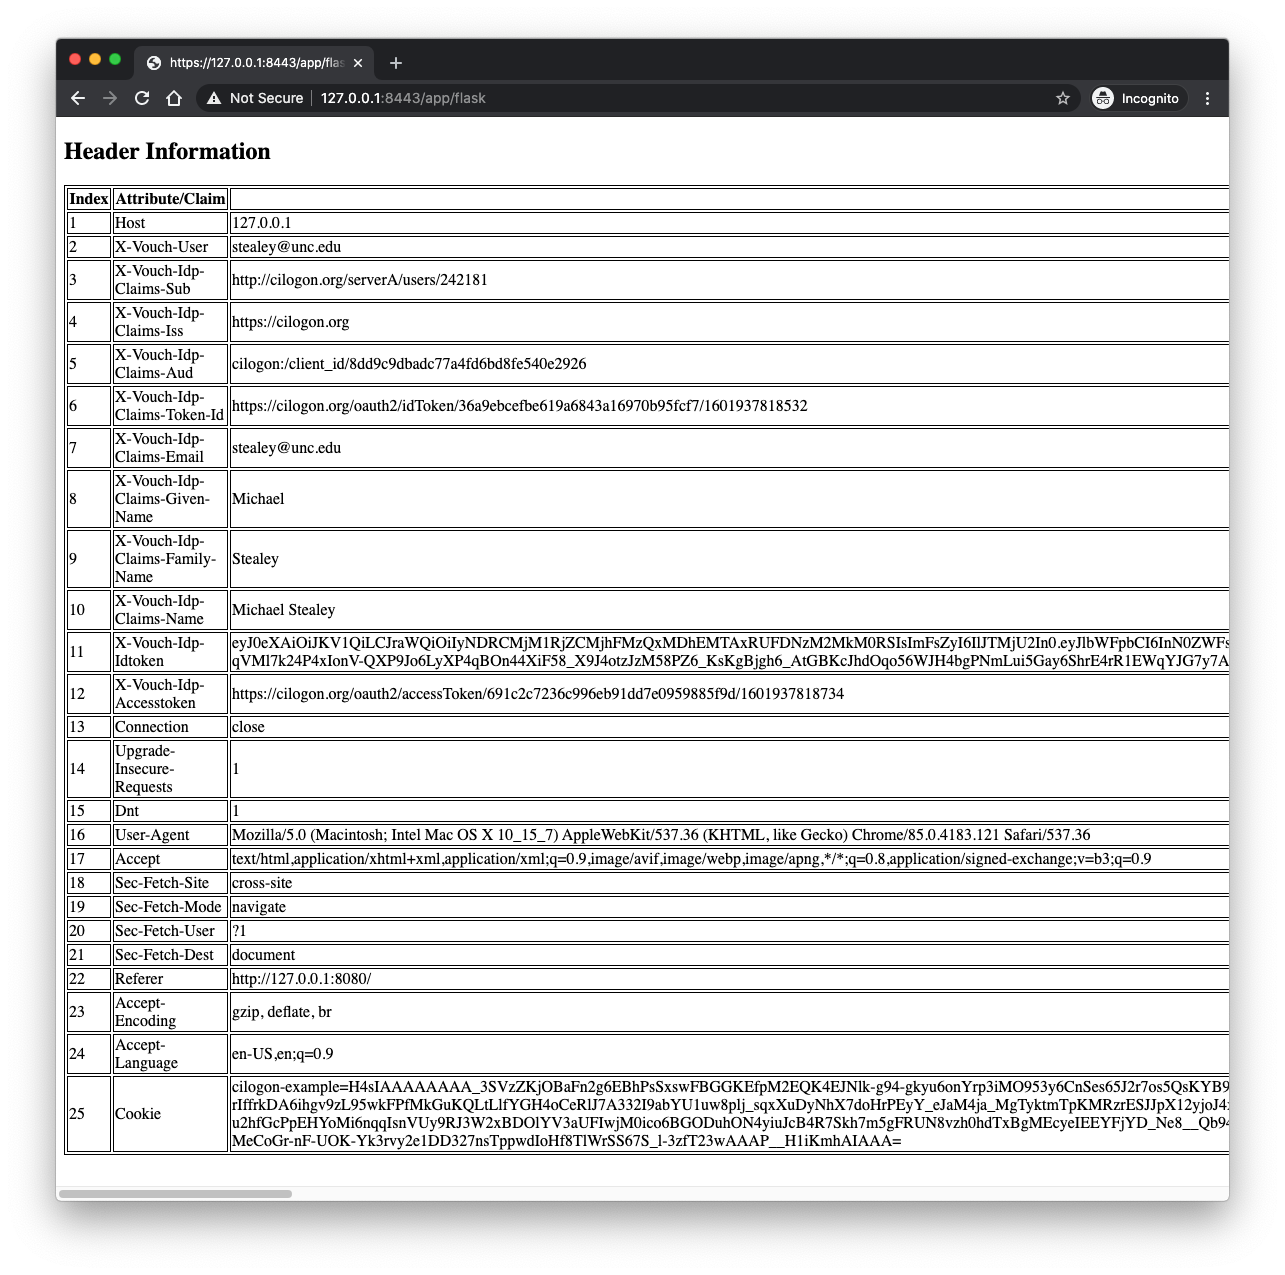 https://127.0.0.1:8443/app/flas
Not Secure 127.0.0.1:8443/app/flask Incognito
Header Information
Index Attribute/Claim
1 Host 127.0.0.1
2 X-Vouch-User stealey@unc.edu
3 X-Vouch-Idp-
Claims-Sub http://cilogon.org/serverA/users/242181
4 X-Vouch-Idp-
Claims-Iss https://cilogon.org
5 X-Vouch-Idp-
Claims-Aud cilogon:/client_id/8dd9c9dbadc77a4fd6bd8fe540e2926
6 X-Vouch-Idp-
Claims-Token-Id https://cilogon.org/oauth2/idToken/36a9ebcefbe619a6843a16970b95fcf7/1601937818532
7 X-Vouch-Idp-
Claims-Email stealey@unc.edu
8 X-Vouch-Idp-
Claims-Given-
Name Michael
9 X-Vouch-Idp-
Claims-Family-
Name Stealey
10 X-Vouch-Idp-
Claims-Name Michael Stealey
11 X-Vouch-Idp-
Idtoken eyJ0eXAiOiJKV1QiLCJraWQiOiIyNDRCMjM1RjZCMjhFMzQxMDhEMTAxRUFDNzM2MkM0RSIsImFsZyI6IlJTMjU2In0.eyJlbWFpbCI6InN0ZWFs
qVMl7k24P4xIonV-QXP9Jo6LyXP4qBOn44XiF58_X9J4otzJzM58PZ6_KsKgBjgh6_AtGBKcJhdOqo56WJH4bgPNmLui5Gay6ShrE4rR1EWqYJG7y7A
12 X-Vouch-Idp-
Accesstoken https://cilogon.org/oauth2/accessToken/691c2c7236c996eb91dd7e0959885f9d/1601937818734
13 Connection close
14 Upgrade-
Insecure-
Requests 1
15 Dnt 1
16 User-Agent Mozilla/5.0 (Macintosh; Intel Mac OS X 10_15_7) AppleWebKit/537.36 (KHTML, like Gecko) Chrome/85.0.4183.121 Safari/537.36
17 Accept text/html,application/xhtml+xml,application/xml;q=0.9,image/avif,image/webp,image/apng,*/*;q=0.8,application/signed-exchange;v=b3;q=0.9
18 Sec-Fetch-Site cross-site
19 Sec-Fetch-Mode navigate
20 Sec-Fetch-User ?1
21 Sec-Fetch-Dest document
22 Referer http://127.0.0.1:8080/
23 Accept-
Encoding gzip, deflate, br
24 Accept-
Language en-US,en;q=0.9
25 Cookie cilogon-example=H4sIAAAAAAAA_3SVzZKjOBaFn2g6EBhPsSxswFBGGKEfpM2EQK4EJNlk-g94-gkyu6onYrp3iMO953y6CnSes65J2r7os5QsKYB9
rIffrkDA6ihgv9zL95wkFPfMkGuKQLtLlfYGH4oCeRlJ7A332I9abYU1uw8plj_sqxXuDyNhX7doHrPEyY_eJaM4ja_MgTyktmTpKMRzrESJJpX12yjoJ4
u2hfGcPpEHYoMi6nqqIsnVUy9RJ3W2xBDOlYV3aUFIwjM0ico6BGODuhON4yiuJcB4R7Skh7m5gFRUN8vzh0hdTxBgMEcyeIEEYFjYD_Ne8__Qb94
MeCoGr-nF-UOK-Yk3rvy2e1DD327nsTppwdIoHf8TlWrSS67S_l-3zfT23wAAAP__H1iKmhAIAAA=